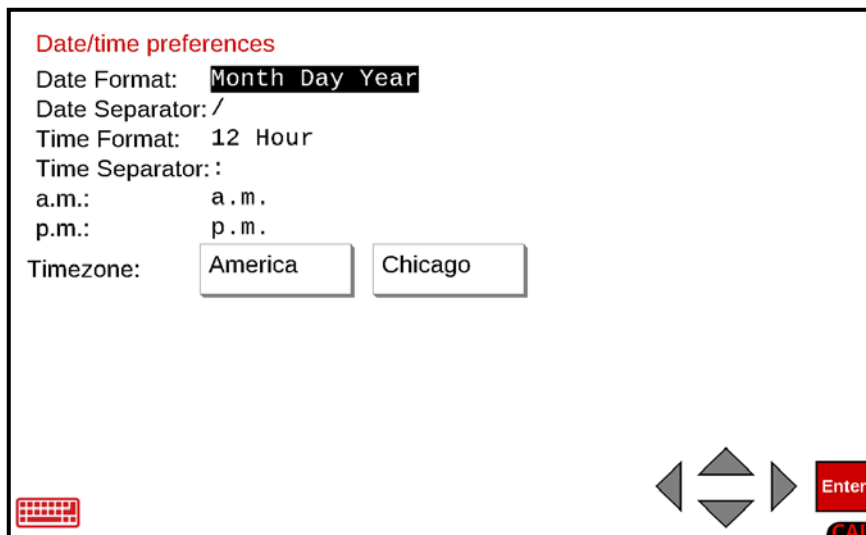 Date/time preferences
Date Format: Month Day Year
Date Separator: /
Time Format: 12 Hour
Time Separator: :
a.m.: a.m.
p.m.: p.m.
Timezone: America Chicago
Enter